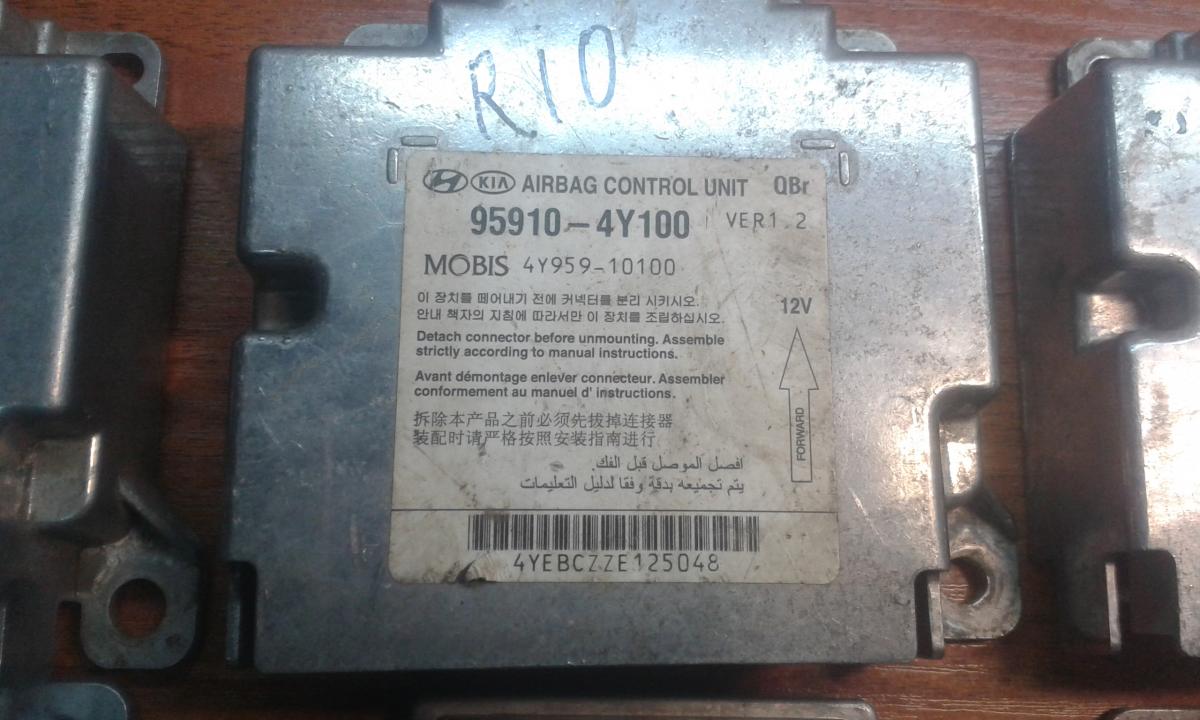 RIO
KIA AIRBAG CONTROL UNIT QBr
95910-4Y100 VER1.2
MOBIS 4Y959-10100
이 장치를 떼어내기 전에 커넥터를 분리 시키시오.
안내 책자의 지침에 따라서만 이 장치를 조립하십시오.
12V
Detach connector before unmounting. Assemble
strictly according to manual instructions.
Avant démontage enlever connecteur. Assembler
conformement au manuel d' instructions.
FORWARD
拆除本产品之前必须先拔掉连接器
装配时请严格按照安装指南进行
افصل الموصل قبل الفك.
يتم تجميعه بدقة وفقا لدليل التعليمات
4YEBCZZE125048